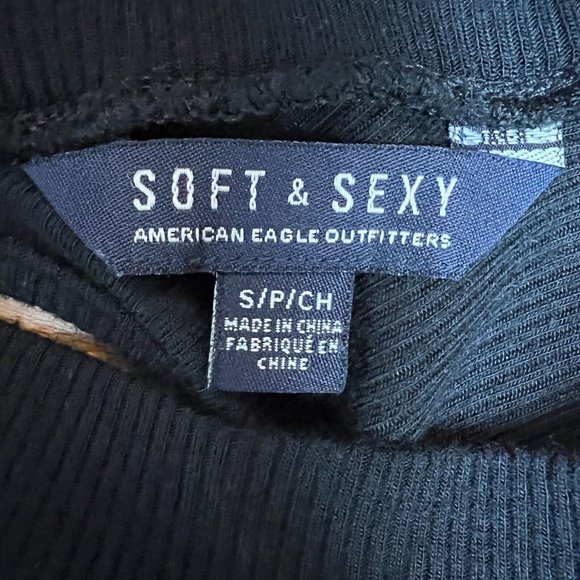 SOFT & SEXY
AMERICAN EAGLE OUTFITTERS
S/P/CH
MADE IN CHINA
FABRIQUÉ EN
CHINE